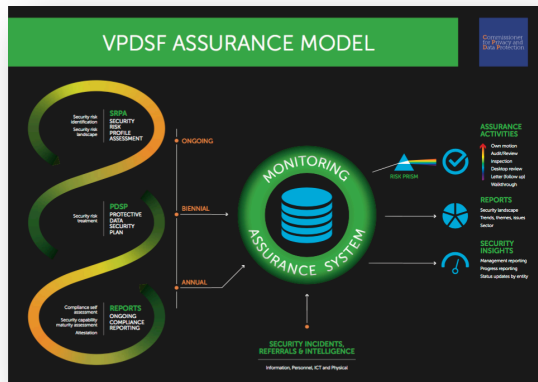 VPDSF ASSURANCE MODEL
Commissioner
for Privacy and
Data Protection
Security risk
identification
Security risk
landscape
SRPA
SECURITY
RISK
PROFILE
ASSESSMENT
ONGOING
Security risk
treatment
PDSP
PROTECTIVE
DATA
SECURITY
PLAN
BIENNIAL
Compliance self
assessment
Security capability
maturity assessment
Attestation
REPORTS
ONGOING
COMPLIANCE
REPORTING
ANNUAL
MONITORING
ASSURANCE SYSTEM
RISK PRISM
ASSURANCE
ACTIVITIES
Own motion
Audit/Review
Inspection
Desktop review
Letter (follow up)
Walkthrough
REPORTS
Security landscape
Trends, themes, issues
Sector
SECURITY
INSIGHTS
Management reporting
Progress reporting
Status updates by entity
SECURITY INCIDENTS,
REFERRALS & INTELLIGENCE
Information, Personnel, ICT and Physical